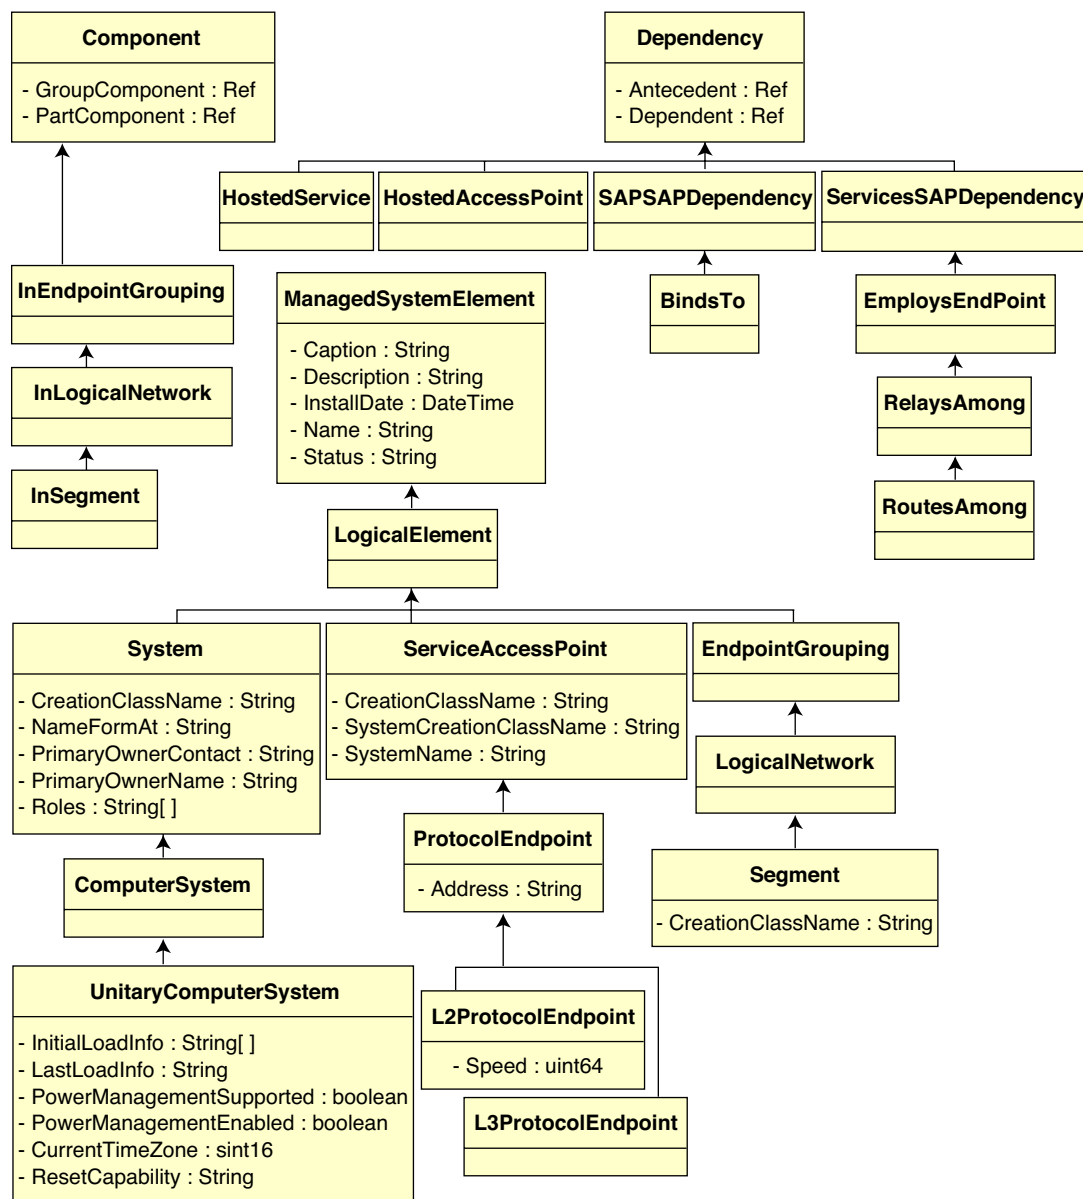 Component
- GroupComponent : Ref
- PartComponent : Ref
Dependency
- Antecedent : Ref
- Dependent : Ref
HostedService
HostedAccessPoint
SAPSAPDependency
ServicesSAPDependency
InEndpointGrouping
InLogicalNetwork
InSegment
ManagedSystemElement
- Caption : String
- Description : String
- InstallDate : DateTime
- Name : String
- Status : String
BindsTo
EmploysEndPoint
RelaysAmong
RoutesAmong
LogicalElement
System
- CreationClassName : String
- NameFormAt : String
- PrimaryOwnerContact : String
- PrimaryOwnerName : String
- Roles : String[ ]
ServiceAccessPoint
- CreationClassName : String
- SystemCreationClassName : String
- SystemName : String
EndpointGrouping
LogicalNetwork
Segment
- CreationClassName : String
ComputerSystem
ProtocolEndpoint
- Address : String
UnitaryComputerSystem
- InitialLoadInfo : String[ ]
- LastLoadInfo : String
- PowerManagementSupported : boolean
- PowerManagementEnabled : boolean
- CurrentTimeZone : sint16
- ResetCapability : String
L2ProtocolEndpoint
- Speed : uint64
L3ProtocolEndpoint